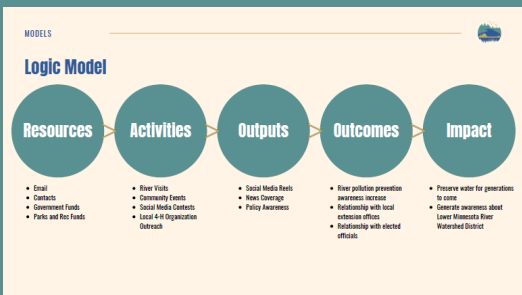 MODELS
Logic Model
Resources
Activities
Outputs
Outcomes
Impact
• Email
• Contacts
• Government Funds
• Parks and Res Funds
• River Visits
• Community Events
• Social Media Contests
• Local 4-H Organization
Outreach
• Social Media Reels
• News Coverage
• Policy Awareness
• River pollution prevention
awareness increase
• Relationship with local
extension offices
• Relationship with elected
officials
• Preserve water for generations
to come
• Generate awareness about
Lower Minnesota River
Watershed District